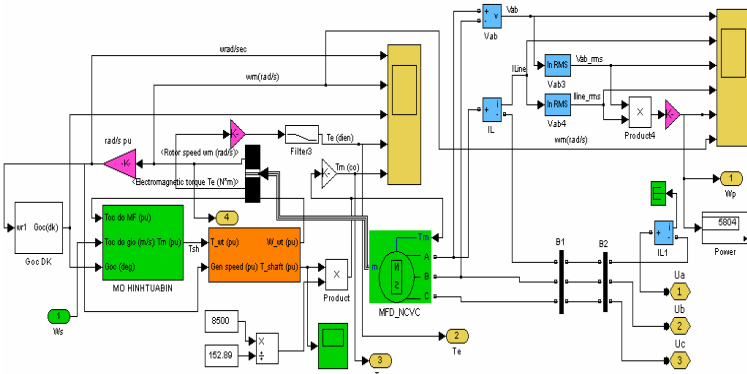 Vab
wrad/sec
ILine
wm(rad/s)
Vab
Vab_rms
In RMS
Vab3
Iline_rms
In RMS
Vab4
IL
Product4
K-
wm(rad/s)
rad/s pu
-K-
<Rotor speed wm (rad/s)>
K-
Filter3
Te (dien)
<Electromagnetic torque Te (N*m)>
K-
Tm (co)
1
Wp
E
5804
Power
wr1 Goc(dk)
Goc DK
Toc do MF (pu)
Toc do gio (m/s) Tm (pu)
Goc (deg)
MO HINHTUABIN
Tsh
4
T_wt (pu) W_wt (pu)
Gen speed (pu) T_shaft (pu)
X
Product
Tm
m
A
B
C
N
S
MFD_NCVC
B1
B2
IL1
Ua
1
Ub
2
Uc
3
1
Ws
8500
152.89
X
÷
2
Te
3